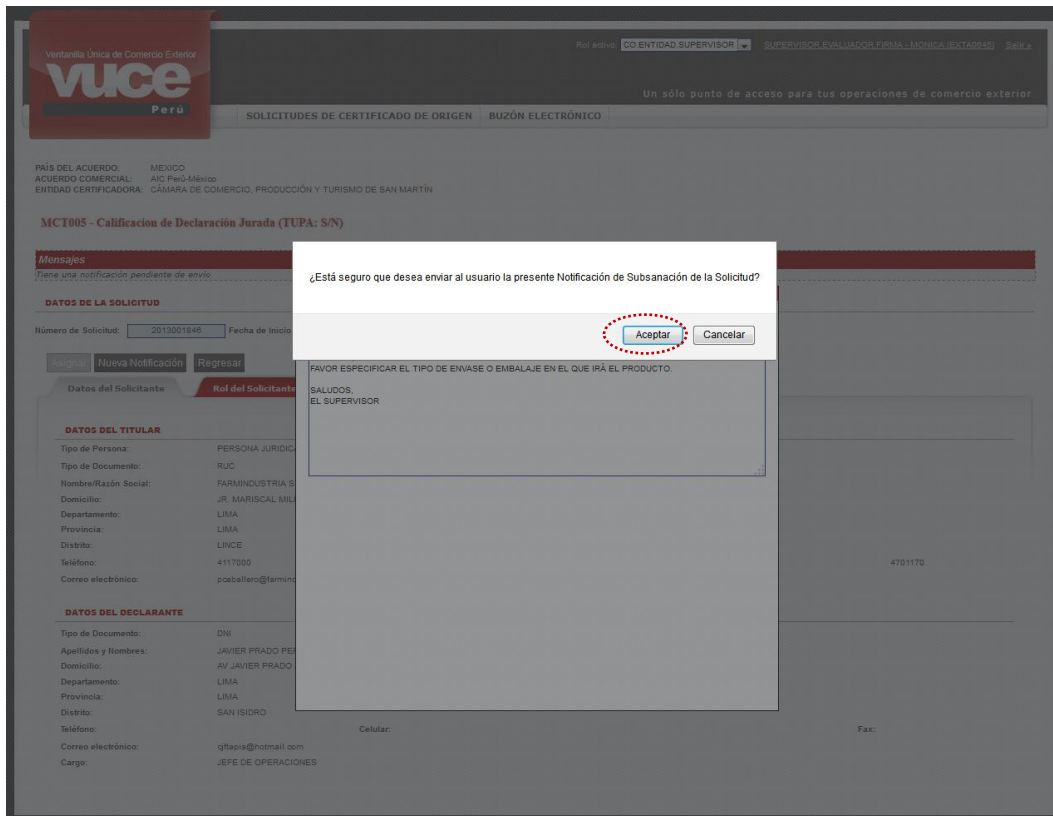 Ventanilla Única de Comercio Exterior
vuce
Perú
Rol activo: CO.ENTIDAD.SUPERVISOR SUPERVISOR EVALUADOR FIRMA - MONICA (EXTA0945) Salir »
Un sólo punto de acceso para tus operaciones de comercio exterior
SOLICITUDES DE CERTIFICADO DE ORIGEN BUZÓN ELECTRÓNICO
PAÍS DEL ACUERDO: MEXICO
ACUERDO COMERCIAL: AIC Perú-México
ENTIDAD CERTIFICADORA: CÁMARA DE COMERCIO, PRODUCCIÓN Y TURISMO DE SAN MARTÍN
MCT005 - Calificacion de Declaración Jurada (TUPA: S/N)
Mensajes
Tiene una notificación pendiente de envío
¿Está seguro que desea enviar al usuario la presente Notificación de Subsanación de la Solicitud?
Aceptar Cancelar
DATOS DE LA SOLICITUD
Número de Solicitud: 2013001846 Fecha de Inicio
Asignar Nueva Notificación Regresar
FAVOR ESPECIFICAR EL TIPO DE ENVASE O EMBALAJE EN EL QUE IRÁ EL PRODUCTO.
SALUDOS,
EL SUPERVISOR
Datos del Solicitante Rol del Solicitante
DATOS DEL TITULAR
Tipo de Persona: PERSONA JURIDIC
Tipo de Documento: RUC
Nombre/Razón Social: FARMINDUSTRIA S
Domicilio: JR. MARISCAL MIL
Departamento: LIMA
Provincia: LIMA
Distrito: LINCE
Teléfono: 4117000 4701170
Correo electrónico: pcaballero@farmind
DATOS DEL DECLARANTE
Tipo de Documento: DNI
Apellidos y Nombres: JAVIER PRADO PE
Domicilio: AV JAVIER PRADO
Departamento: LIMA
Provincia: LIMA
Distrito: SAN ISIDRO
Teléfono: Celular: Fax:
Correo electrónico: cjftapia@hotmail.com
Cargo: JEFE DE OPERACIONES